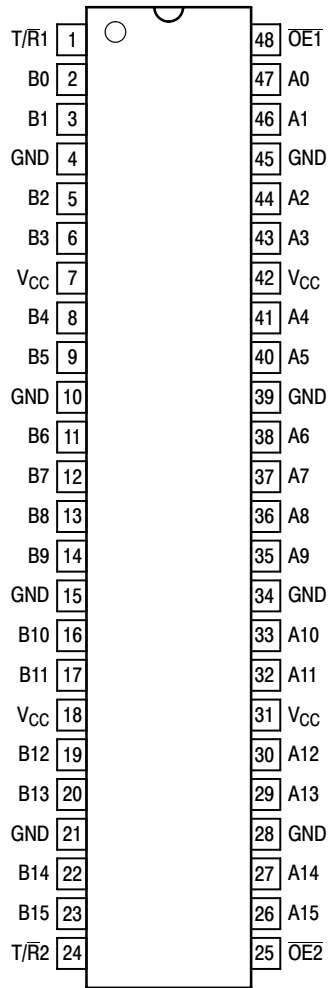 T/R̅1 1 48 O̅E̅1̅
B0 2 47 A0
B1 3 46 A1
GND 4 45 GND
B2 5 44 A2
B3 6 43 A3
VCC 7 42 VCC
B4 8 41 A4
B5 9 40 A5
GND 10 39 GND
B6 11 38 A6
B7 12 37 A7
B8 13 36 A8
B9 14 35 A9
GND 15 34 GND
B10 16 33 A10
B11 17 32 A11
VCC 18 31 VCC
B12 19 30 A12
B13 20 29 A13
GND 21 28 GND
B14 22 27 A14
B15 23 26 A15
T/R̅2 24 25 O̅E̅2̅